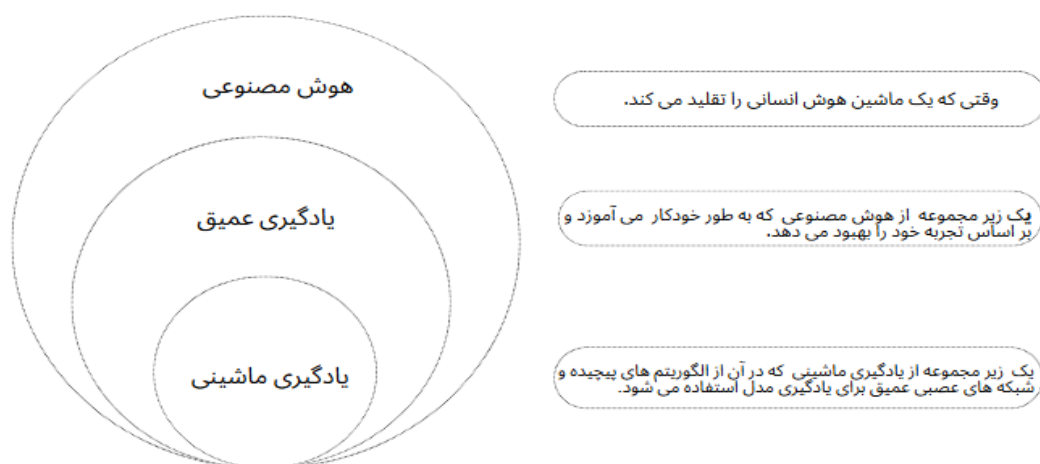 هوش مصنوعی
وقتی که یک ماشین هوش انسانی را تقلید می کند.
یادگیری عمیق
یک زیر مجموعه از هوش مصنوعی که به طور خودکار می آموزد و
بر اساس تجربه خود را بهبود می دهد.
یادگیری ماشینی
یک زیر مجموعه از یادگیری ماشینی که در آن از الگوریتم های پیچیده و
شبکه های عصبی عمیق برای یادگیری مدل استفاده می شود.